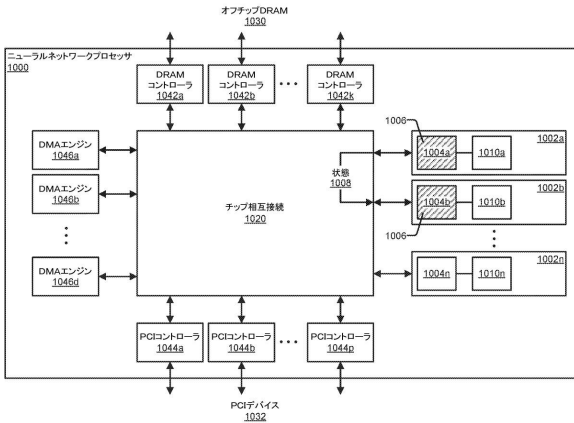 オフチップDRAM
1030
ニューラルネットワークプロセッサ
1000
DRAM
コントローラ
1042a
DRAM
コントローラ
1042b
DRAM
コントローラ
1042k
DMAエンジン
1046a
DMAエンジン
1046b
DMAエンジン
1046d
チップ相互接続
1020
状態
1008
1006
1002a
1004a
1010a
1002b
1004b
1010b
1006
1002n
1004n
1010n
PCIコントローラ
1044a
PCIコントローラ
1044b
PCIコントローラ
1044p
PCIデバイス
1032